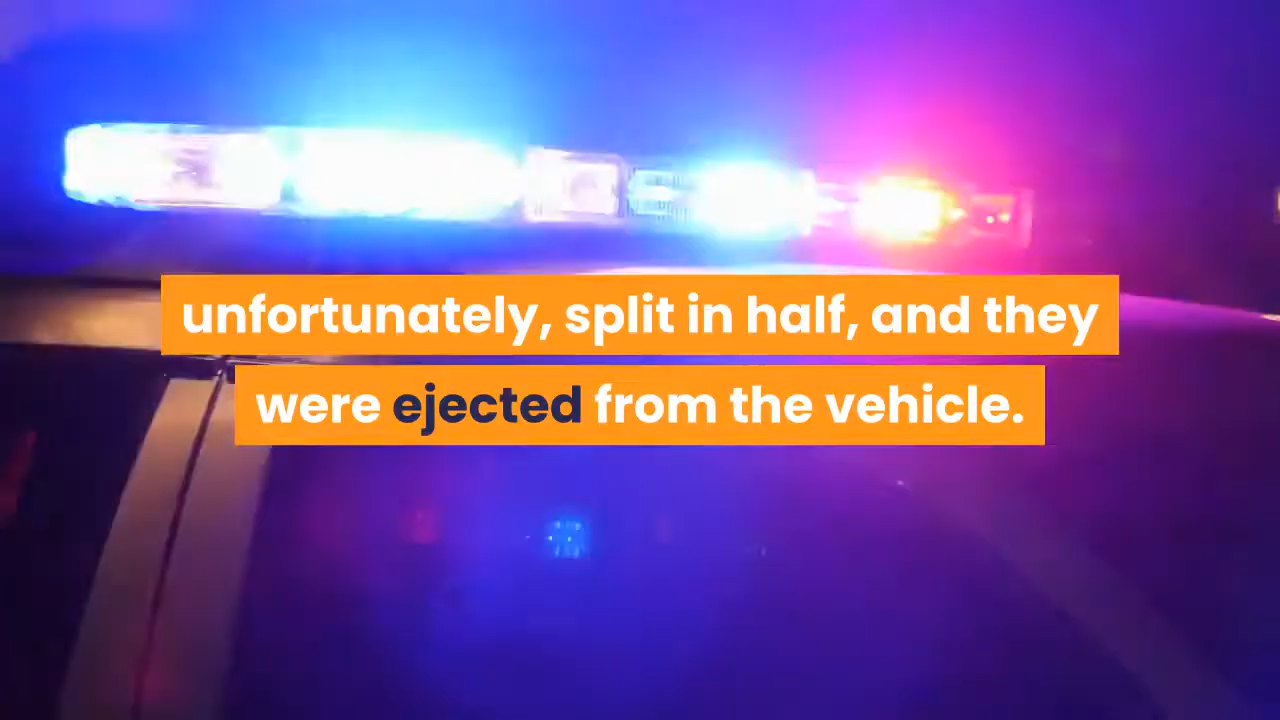 unfortunately, split in half, and they
were ejected from the vehicle.